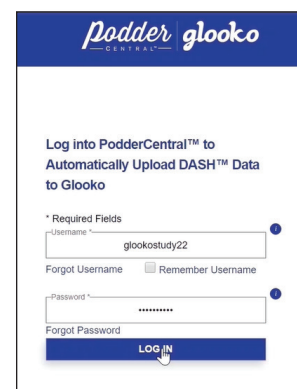 Podder glooko
CENTRAL™
Log into PodderCentral™ to
Automatically Upload DASH™ Data
to Glooko
* Required Fields
Username *
glookostudy22
Forgot Username Remember Username
Password *
••••••••••
Forgot Password
LOG IN